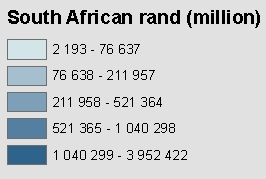 South African rand (million)
2 193 - 76 637
76 638 - 211 957
211 958 - 521 364
521 365 - 1 040 298
1 040 299 - 3 952 422